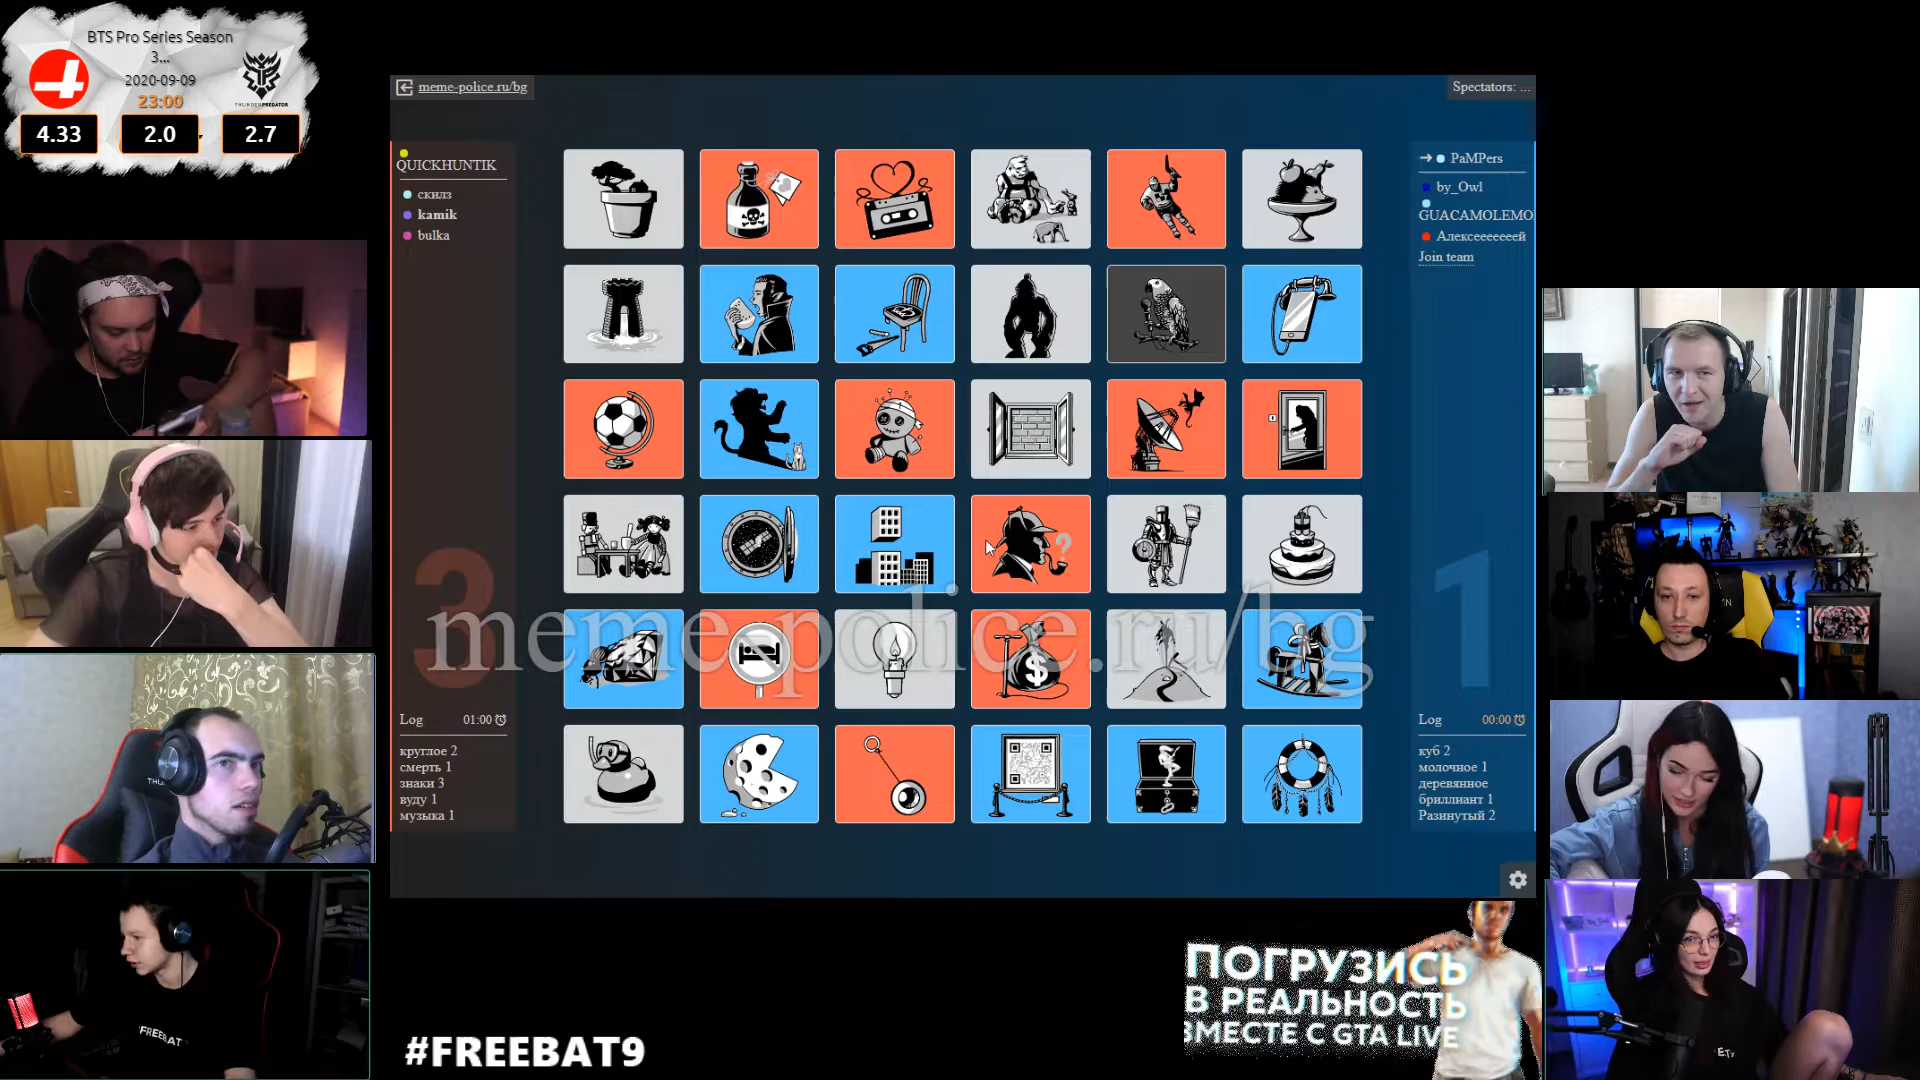 BTS Pro Series Season
3...
2020-09-09
23:00
THUNDERPREDATOR
4.33
2.0
2.7
meme-police.ru/bg
Spectators: ...
QUICKHUNTIK
скилз
kamik
bulka
3
Log
01:00
круглое 2
смерть 1
знаки 3
вуду 1
музыка 1
→ PaMPers
by_Owl
GUACAMOLEMO
Алексееееееей
Join team
1
Log
00:00
куб 2
молочное 1
деревянное
бриллиант 1
Разинутый 2
meme-police.ru/bg
#FREEBAT9
ПОГРУЗИСЬ
В РЕАЛЬНОСТЬ
ВМЕСТЕ С GTA LIVE
#FREEBAT